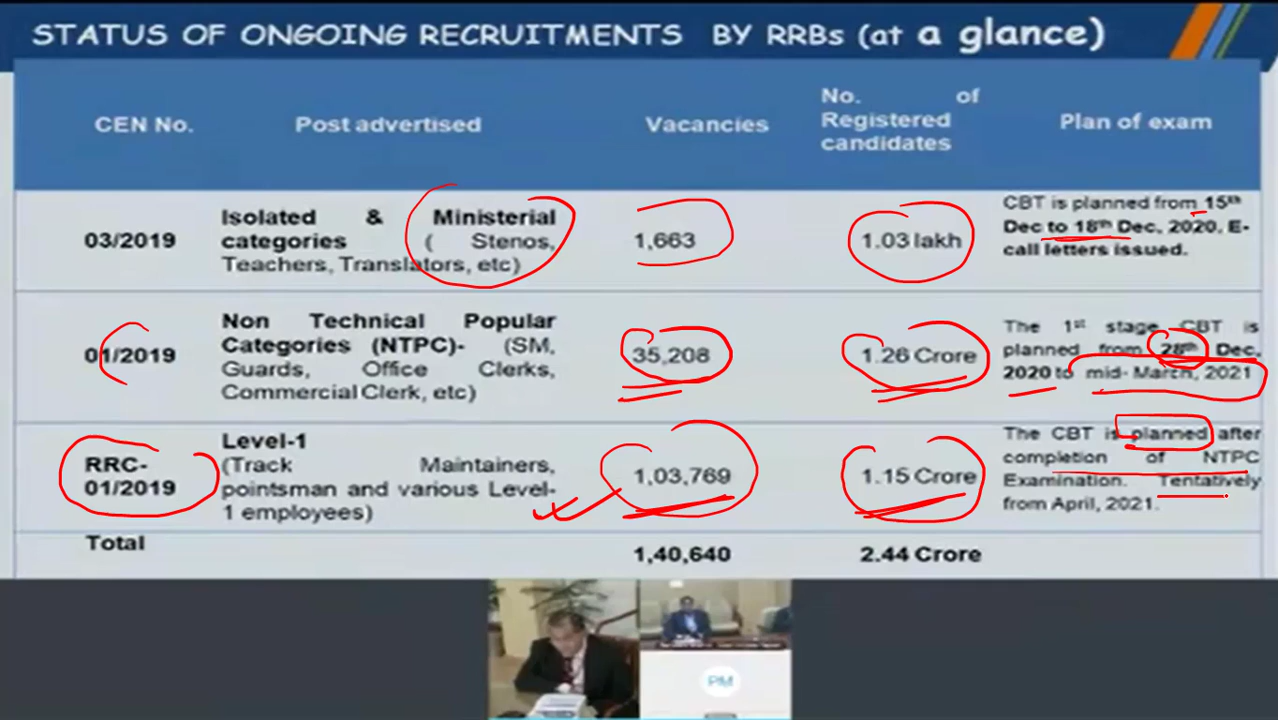 STATUS OF ONGOING RECRUITMENTS BY RRBs (at a glance)
CEN No.
Post advertised
Vacancies
No. of
Registered
candidates
Plan of exam
03/2019
Isolated & Ministerial
categories ( Stenos,
Teachers, Translators, etc)
1,663
1.03 lakh
CBT is planned from 15th
Dec to 18th Dec, 2020. E-
call letters issued.
01/2019
Non Technical Popular
Categories (NTPC)- (SM,
Guards, Office Clerks,
Commercial Clerk, etc)
35,208
1.26 Crore
The 1st stage CBT is
planned from 28th Dec,
2020 to mid- March, 2021
RRC-
01/2019
Level-1
(Track Maintainers,
pointsman and various Level-
1 employees)
1,03,769
1.15 Crore
The CBT is planned after
completion of NTPC
Examination. Tentatively
from April, 2021.
Total
1,40,640
2.44 Crore
PM